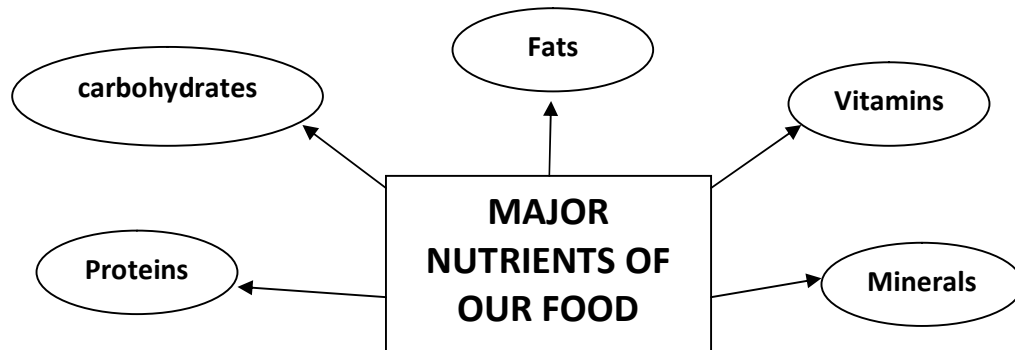 Fats
carbohydrates
Vitamins
MAJOR
NUTRIENTS OF
OUR FOOD
Proteins
Minerals